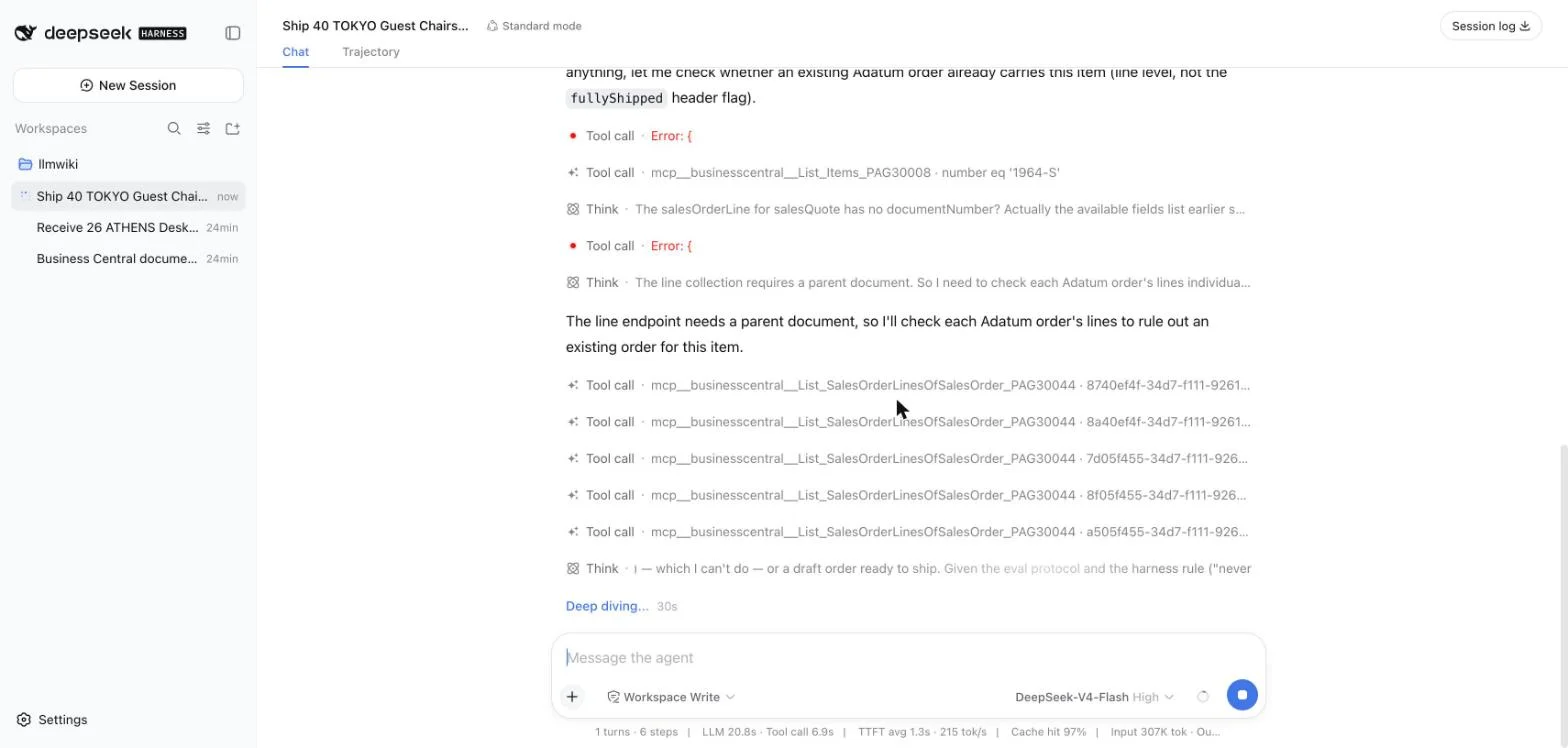 deepseek HARNESS
New Session
Workspaces
llmwiki
Ship 40 TOKYO Guest Chai... now
Receive 26 ATHENS Desk... 24min
Business Central docume... 24min
Settings
Ship 40 TOKYO Guest Chairs... Standard mode
Session log
Chat Trajectory
anything, let me check whether an existing Adatum order already carries this item (line level, not the
fullyShipped header flag).
Tool call · Error: {
Tool call · mcp__businesscentral__List_Items_PAG30008 · number eq '1964-S'
Think · The salesOrderLine for salesQuote has no documentNumber? Actually the available fields list earlier s...
Tool call · Error: {
Think · The line collection requires a parent document. So I need to check each Adatum order's lines individua...
The line endpoint needs a parent document, so I'll check each Adatum order's lines to rule out an
existing order for this item.
Tool call · mcp__businesscentral__List_SalesOrderLinesOfSalesOrder_PAG30044 · 8740ef4f-34d7-f111-9261...
Tool call · mcp__businesscentral__List_SalesOrderLinesOfSalesOrder_PAG30044 · 8a40ef4f-34d7-f111-9261...
Tool call · mcp__businesscentral__List_SalesOrderLinesOfSalesOrder_PAG30044 · 7d05f455-34d7-f111-926...
Tool call · mcp__businesscentral__List_SalesOrderLinesOfSalesOrder_PAG30044 · 8f05f455-34d7-f111-926...
Tool call · mcp__businesscentral__List_SalesOrderLinesOfSalesOrder_PAG30044 · a505f455-34d7-f111-926...
Think · ) — which I can't do — or a draft order ready to ship. Given the eval protocol and the harness rule ("never
Deep diving... 30s
Message the agent
Workspace Write DeepSeek-V4-Flash High
1 turns · 6 steps | LLM 20.8s · Tool call 6.9s | TTFT avg 1.3s · 215 tok/s | Cache hit 97% | Input 307K tok · Ou...